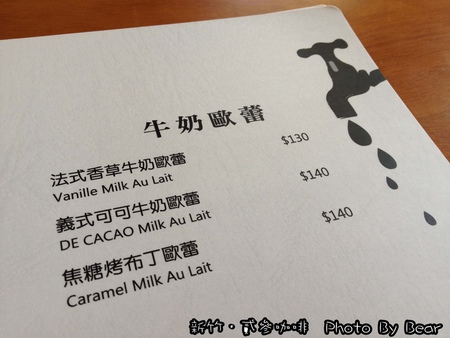 牛奶歐蕾
法式香草牛奶歐蕾 $130
Vanille Milk Au Lait
義式可可牛奶歐蕾 $140
DE CACAO Milk Au Lait
焦糖烤布丁歐蕾 $140
Caramel Milk Au Lait
新竹・貳參咖啡 Photo By Bear